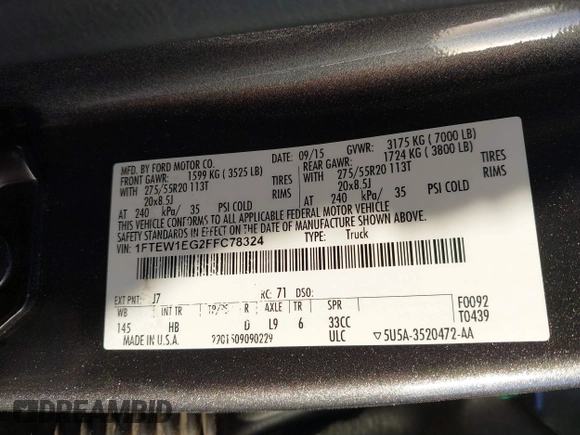 MFD. BY FORD MOTOR CO. DATE: 09/15 GVWR: 3175 KG ( 7000 LB)
FRONT GAWR: 1599 KG ( 3525 LB) REAR GAWR: 1724 KG ( 3800 LB)
WITH 275/55R20 113T TIRES WITH 275/55R20 113T TIRES
20x8.5J RIMS 20x8.5J RIMS
AT 240 kPa/ 35 PSI COLD AT 240 kPa/ 35 PSI COLD
THIS VEHICLE CONFORMS TO ALL APPLICABLE FEDERAL MOTOR VEHICLE
SAFETY STANDARDS IN EFFECT ON THE DATE OF MANUFACTURE SHOWN ABOVE.
VIN: 1FTEW1EG2FFC78324 TYPE: Truck
EXT PNT: J7 RC: 71 DSO: F0092
WB INT TR R AXLE TR SPR T0439
145 HB D L9 6 33CC
MADE IN U.S.A. ULC ▽5U5A-3520472-AA
DREAMBID